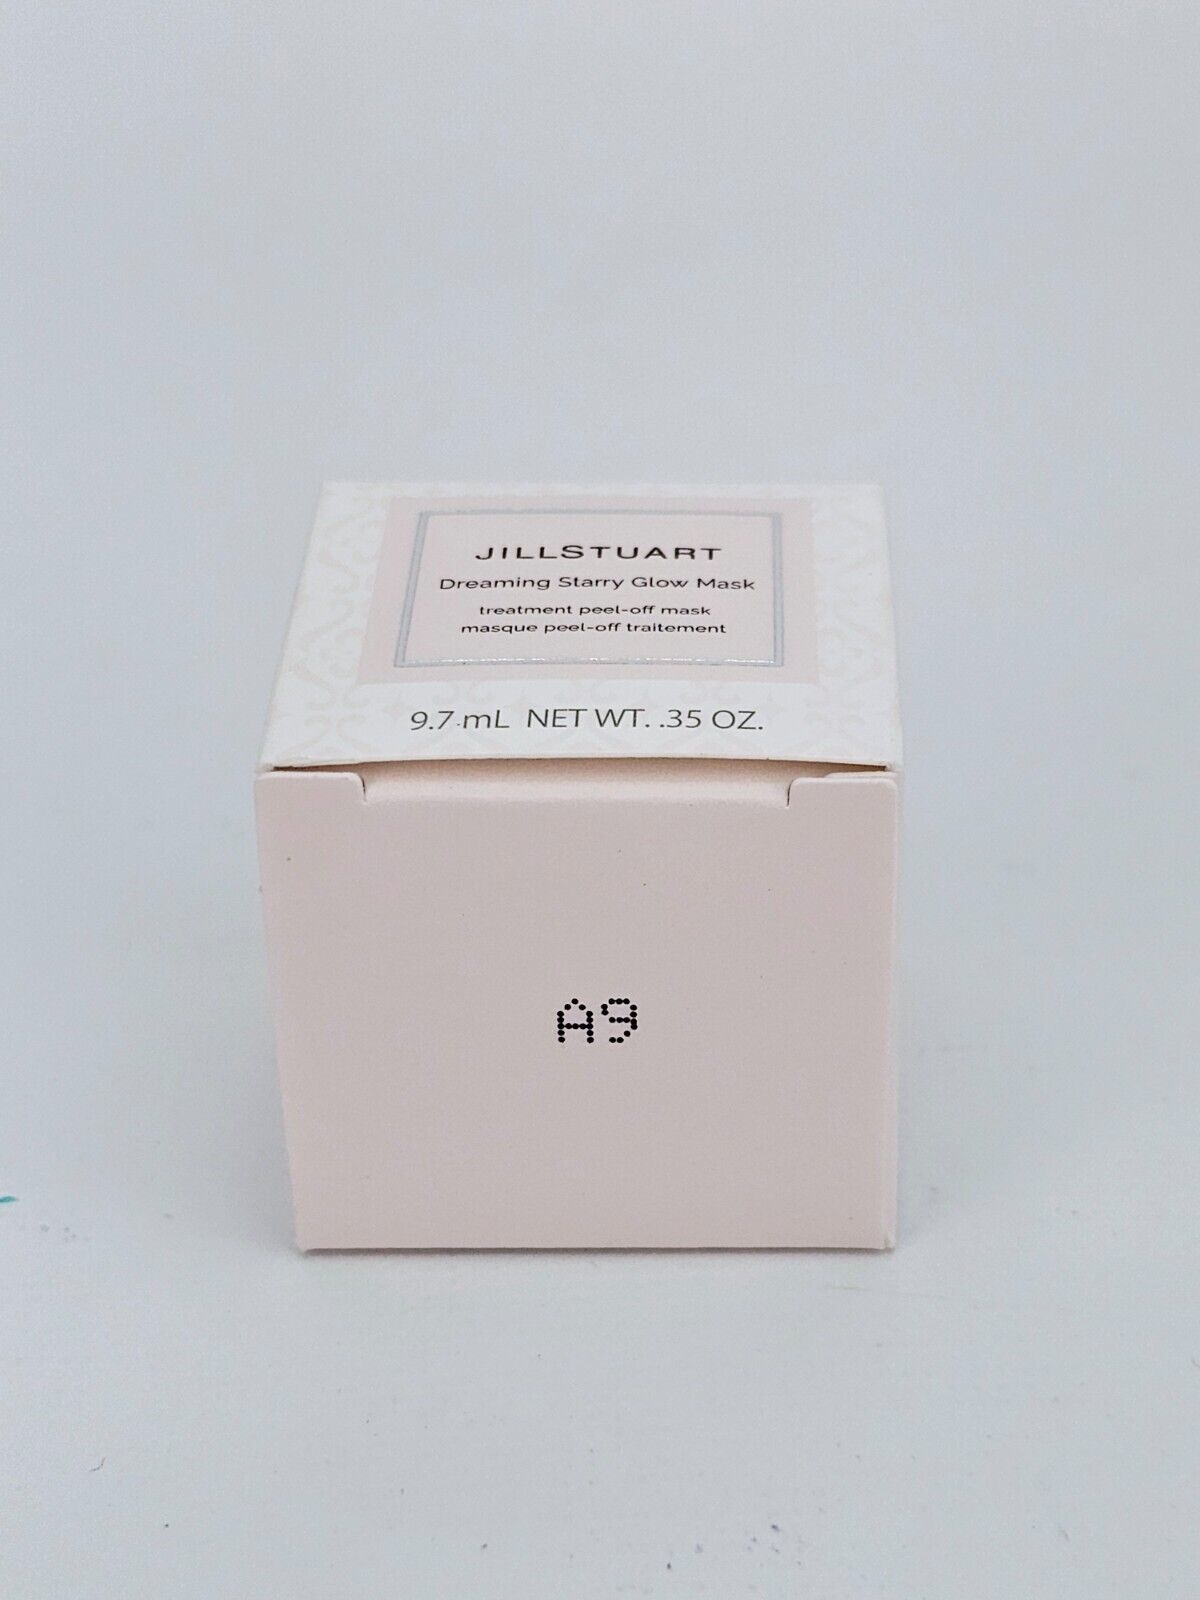 JILLSTUART
Dreaming Starry Glow Mask
treatment peel-off mask
masque peel-off traitement
9.7 mL NET WT. .35 OZ.
A9